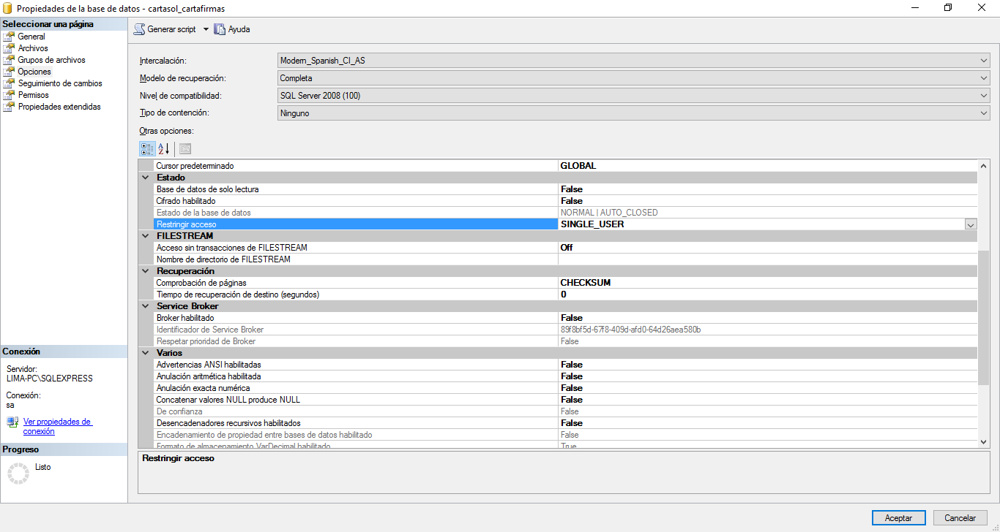 Propiedades de la base de datos - cartasol_cartafirmas
Seleccionar una página
General
Archivos
Grupos de archivos
Opciones
Seguimiento de cambios
Permisos
Propiedades extendidas
Generar script
Ayuda
Intercalación: Modern_Spanish_CI_AS
Modelo de recuperación: Completa
Nivel de compatibilidad: SQL Server 2008 (100)
Tipo de contención: Ninguno
Otras opciones:
Cursor predeterminado GLOBAL
Estado
Base de datos de solo lectura False
Cifrado habilitado False
Estado de la base de datos NORMAL | AUTO_CLOSED
Restringir acceso SINGLE_USER
FILESTREAM
Acceso sin transacciones de FILESTREAM Off
Nombre de directorio de FILESTREAM
Recuperación
Comprobación de páginas CHECKSUM
Tiempo de recuperación de destino (segundos) 0
Service Broker
Broker habilitado False
Identificador de Service Broker 89f8bf5d-67f8-409d-afd0-64d26aea580b
Respetar prioridad de Broker False
Varios
Advertencias ANSI habilitadas False
Anulación aritmética habilitada False
Anulación exacta numérica False
Concatenar valores NULL produce NULL False
De confianza False
Desencadenadores recursivos habilitados False
Encadenamiento de propiedad entre bases de datos habilitado False
Formato de almacenamiento VarDecimal habilitado True
Restringir acceso
Conexión
Servidor:
LIMA-PC\SQLEXPRESS
Conexión:
sa
Ver propiedades de
conexión
Progreso
Listo
Aceptar
Cancelar